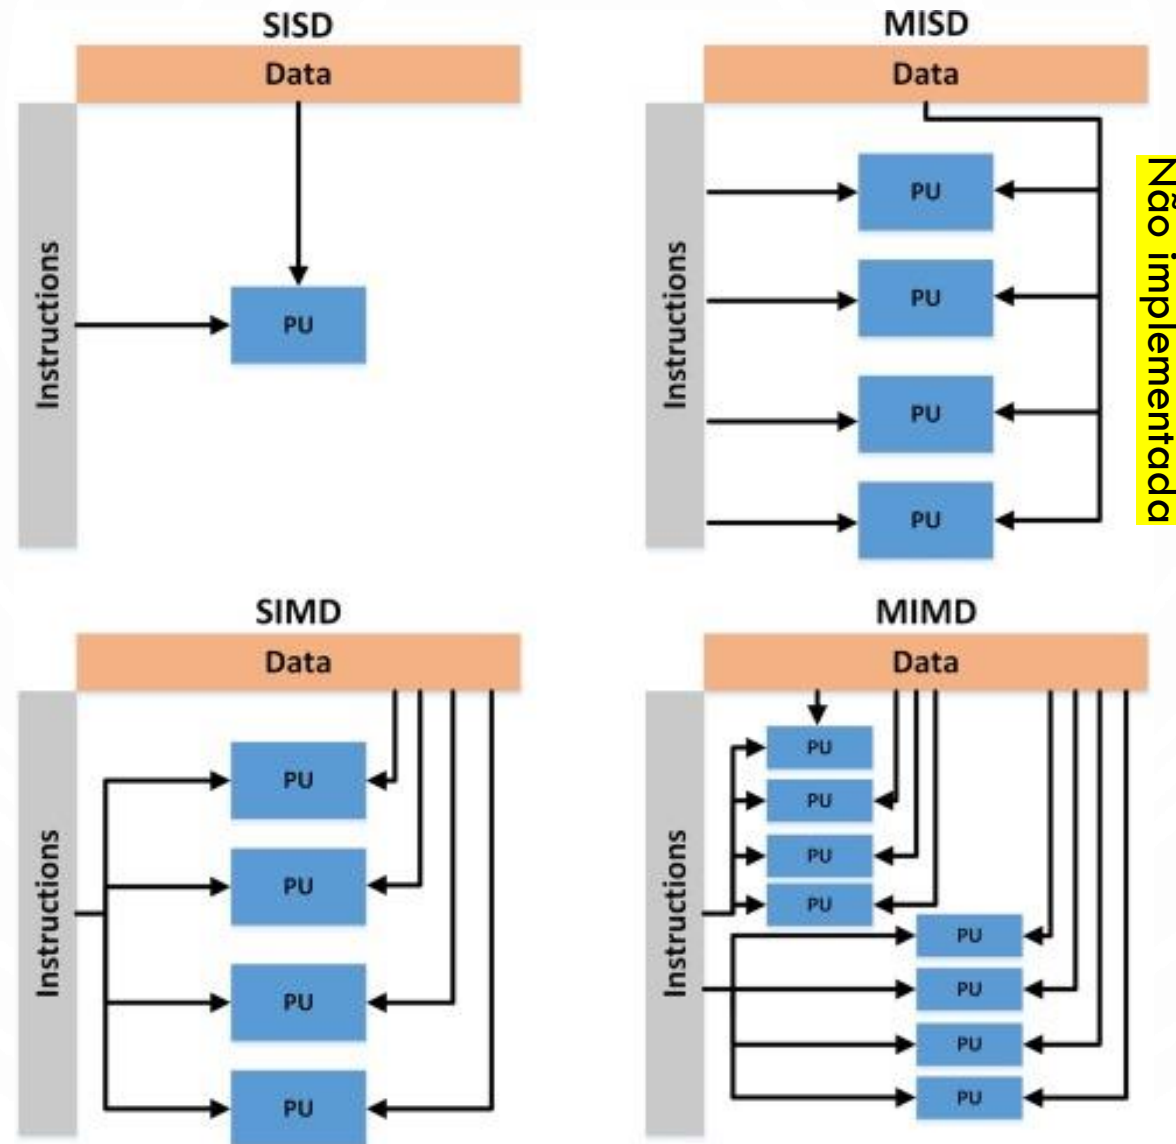 SISD
Data
Instructions
PU
MISD
Data
Instructions
PU
PU
PU
PU
Não implementada
SIMD
Data
Instructions
PU
PU
PU
PU
MIMD
Data
Instructions
PU
PU
PU
PU
PU
PU
PU
PU